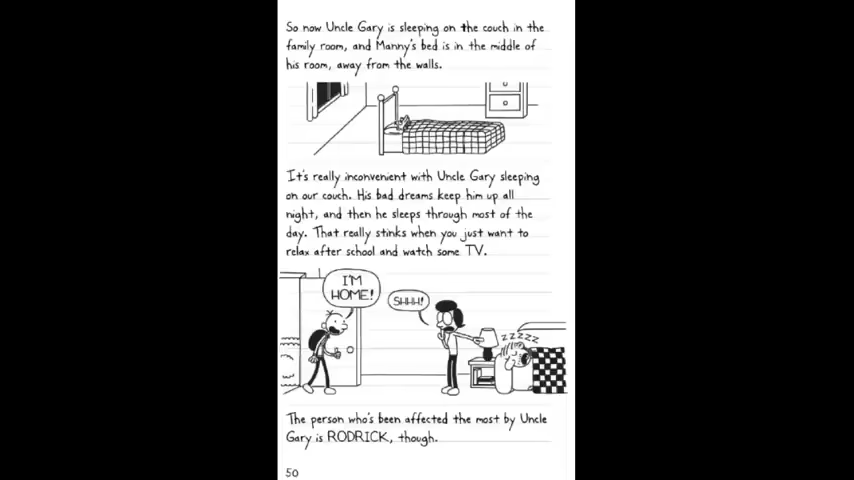 So now Uncle Gary is sleeping on the couch in the
family room, and Manny's bed is in the middle of
his room, away from the walls.
It's really inconvenient with Uncle Gary sleeping
on our couch. His bad dreams keep him up all
night, and then he sleeps through most of the
day. That really stinks when you just want to
relax after school and watch some TV.
I'M
HOME!
SHHH!
ZZZZZ
The person who's been affected the most by Uncle
Gary is RODRICK, though.
50